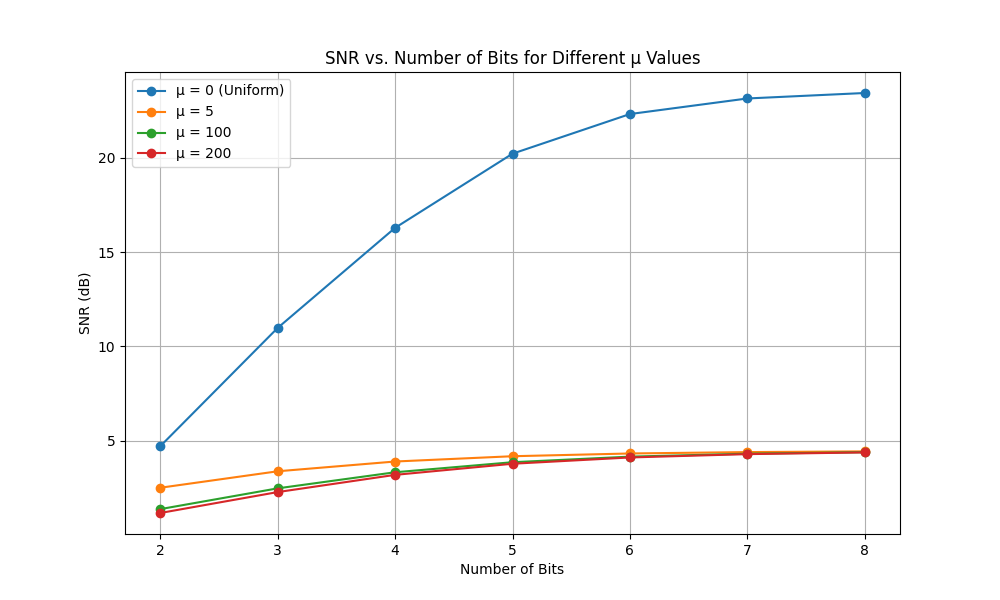 SNR vs. Number of Bits for Different μ Values
μ = 0 (Uniform)
μ = 5
μ = 100
μ = 200
SNR (dB)
20
15
10
5
2 3 4 5 6 7 8
Number of Bits